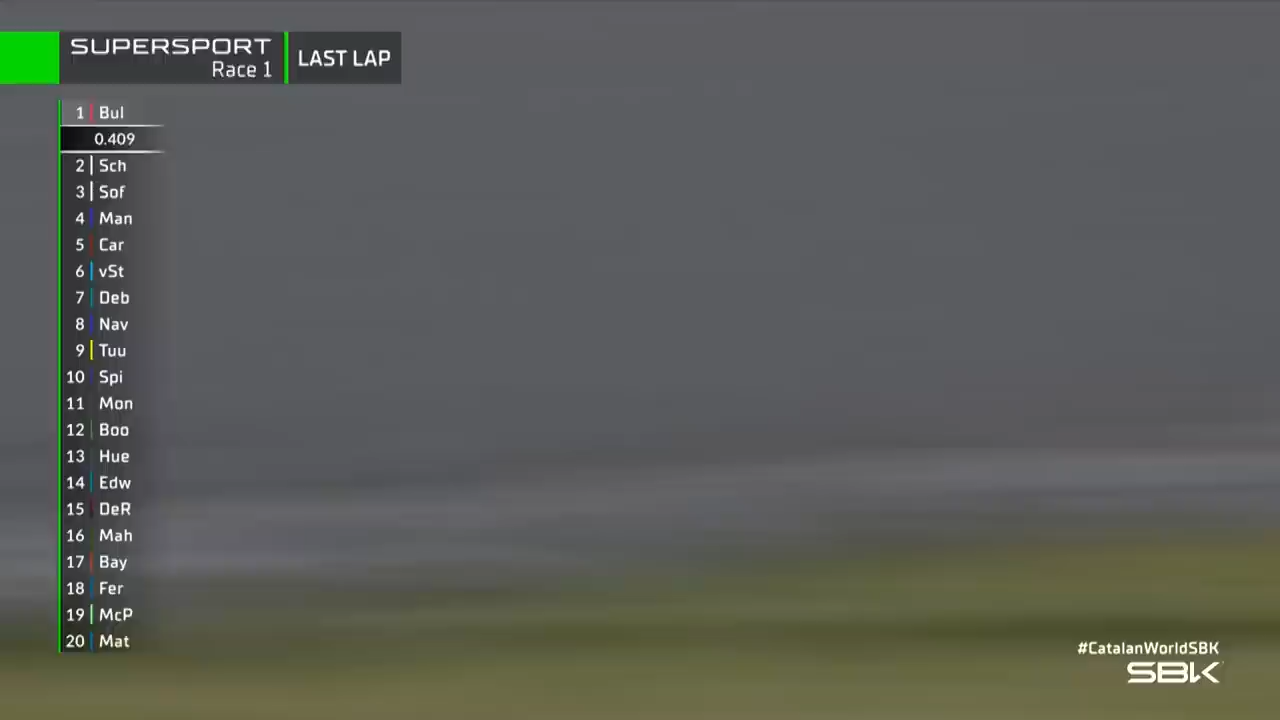 SUPERSPORT
Race 1
LAST LAP
1 Bul
0.409
2 Sch
3 Sof
4 Man
5 Car
6 vSt
7 Deb
8 Nav
9 Tuu
10 Spi
11 Mon
12 Boo
13 Hue
14 Edw
15 DeR
16 Mah
17 Bay
18 Fer
19 McP
20 Mat
#CatalanWorldSBK
SBK